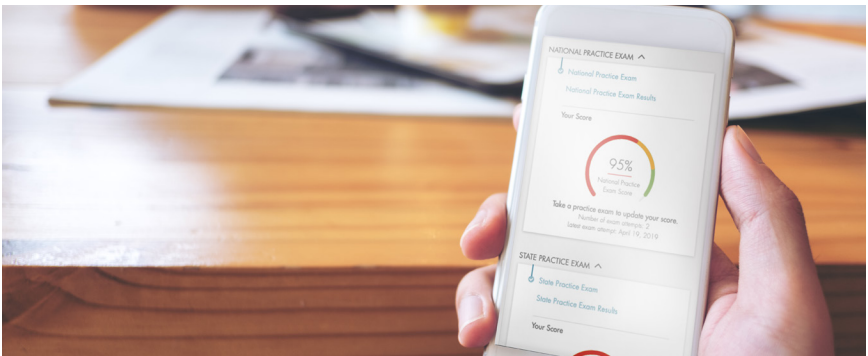 NATIONAL PRACTICE EXAM
National Practice Exam
National Practice Exam Results
Your Score
95%
National Practice
Exam Score
Take a practice exam to update your score.
Number of exam attempts: 2
Latest exam attempt: April 19, 2019
STATE PRACTICE EXAM
State Practice Exam
State Practice Exam Results
Your Score